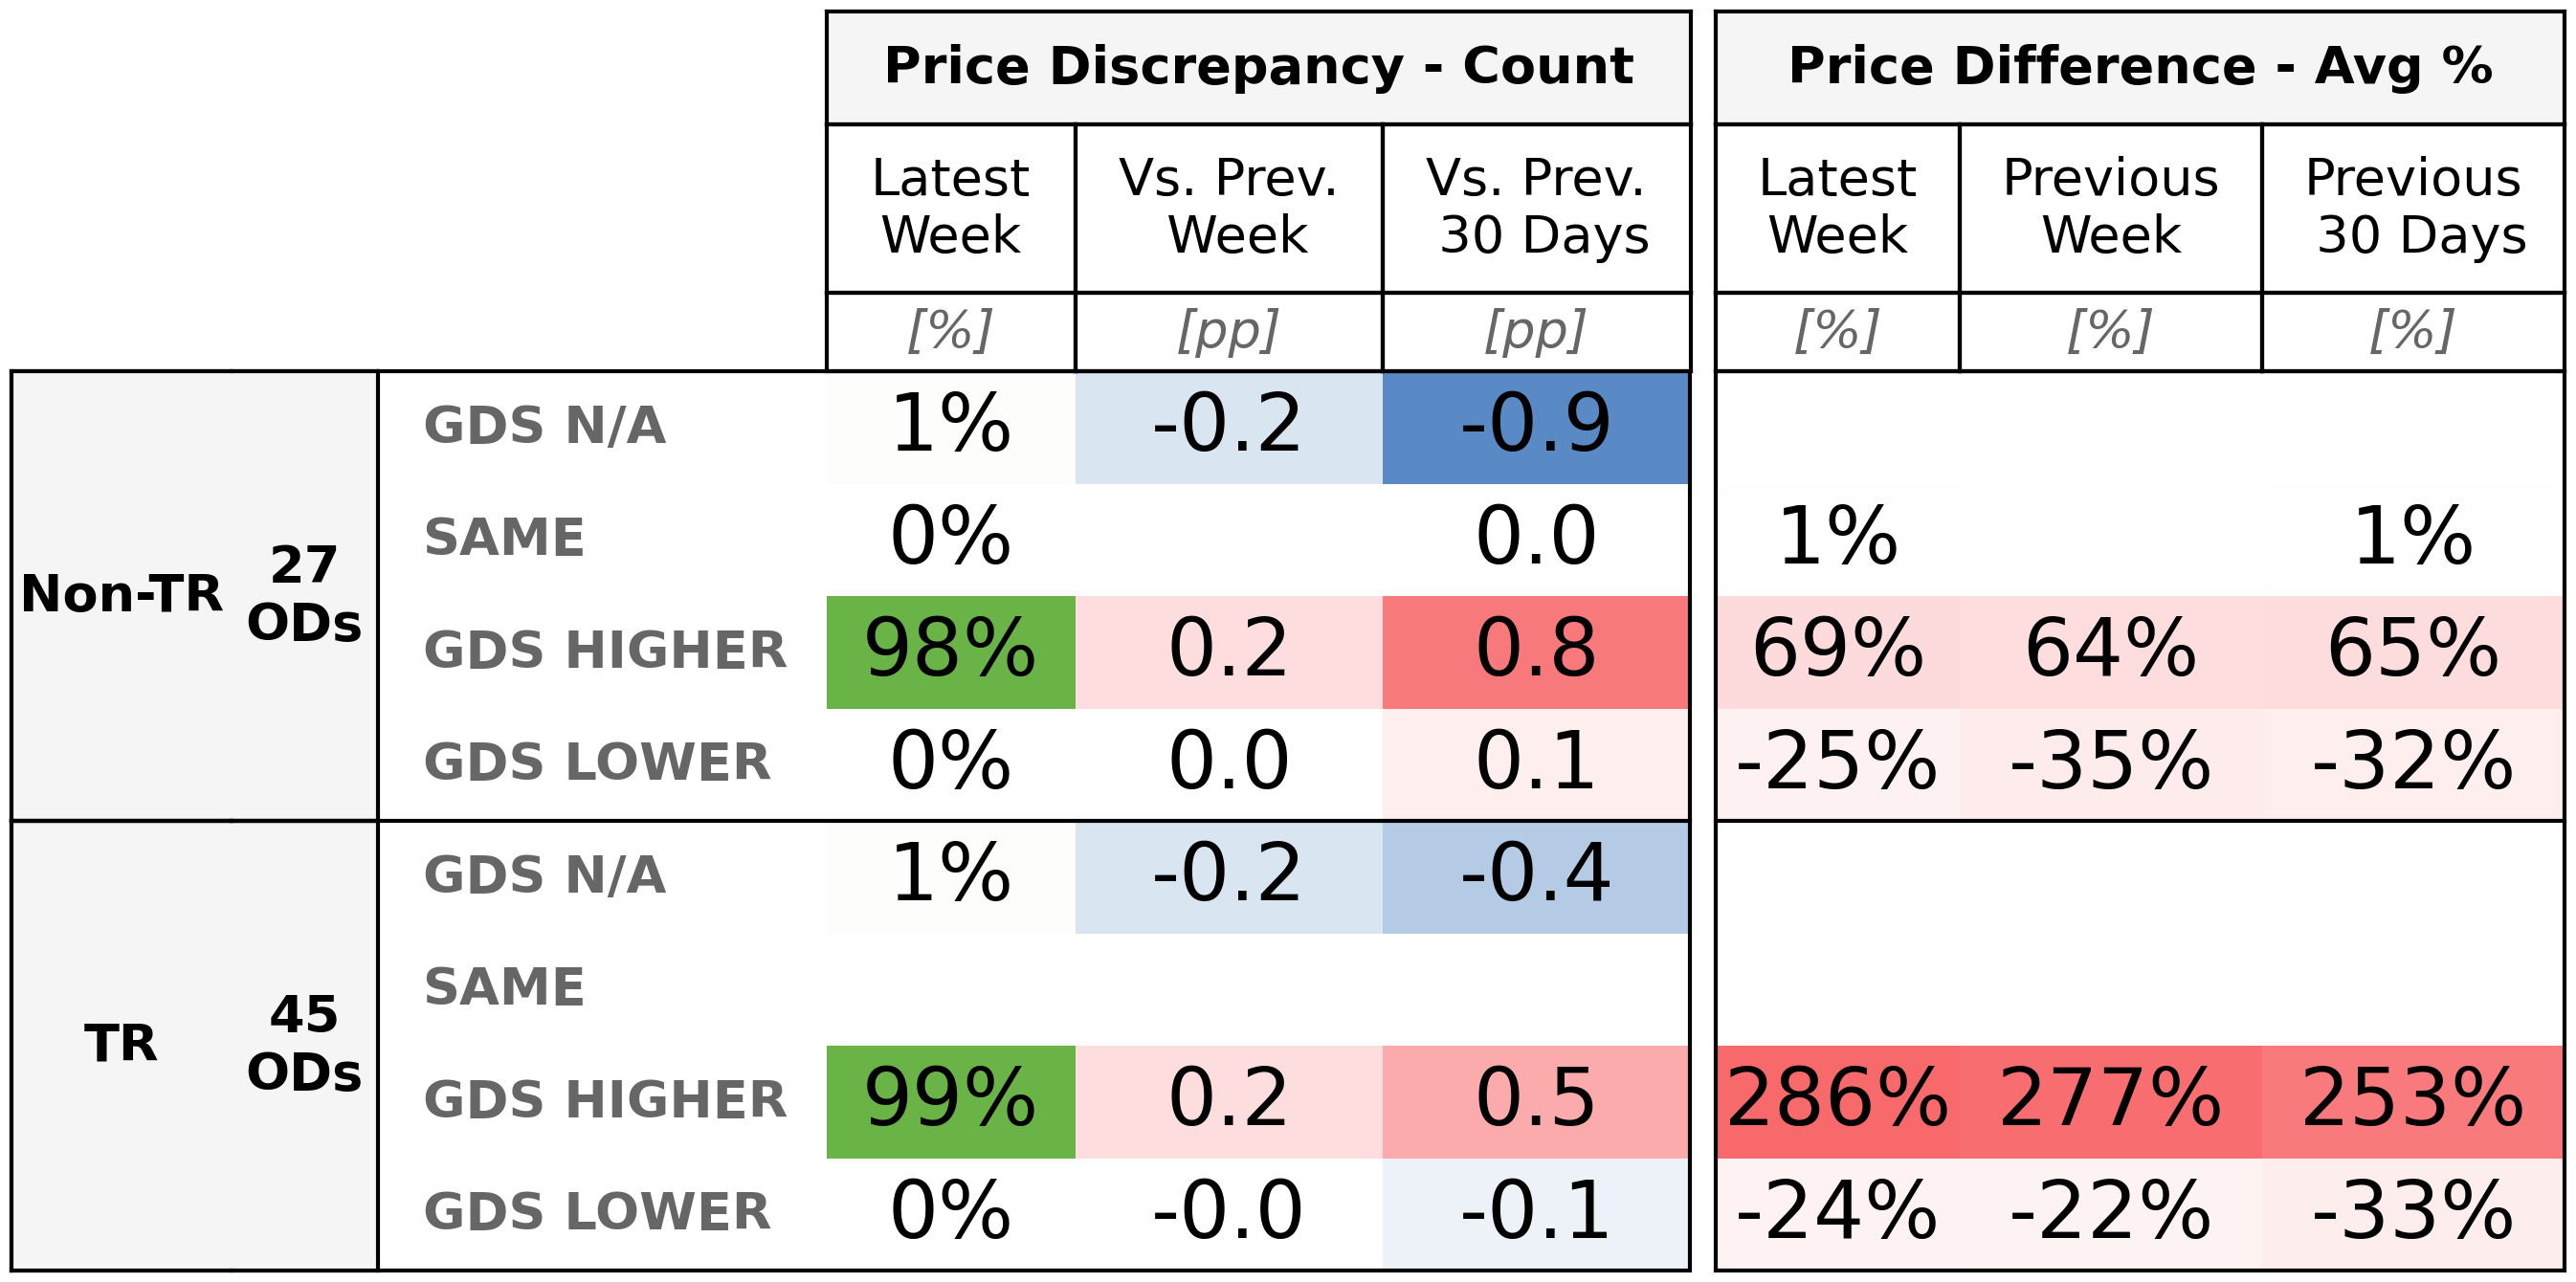 Price Discrepancy - Count Price Difference - Avg %
Latest Week Vs. Prev. Week Vs. Prev. 30 Days Latest Week Previous Week Previous 30 Days
[%] [pp] [pp] [%] [%] [%]
Non-TR 27 ODs
GDS N/A 1% -0.2 -0.9
SAME 0% 0.0 1% 1%
GDS HIGHER 98% 0.2 0.8 69% 64% 65%
GDS LOWER 0% 0.0 0.1 -25% -35% -32%
TR 45 ODs
GDS N/A 1% -0.2 -0.4
SAME
GDS HIGHER 99% 0.2 0.5 286% 277% 253%
GDS LOWER 0% -0.0 -0.1 -24% -22% -33%